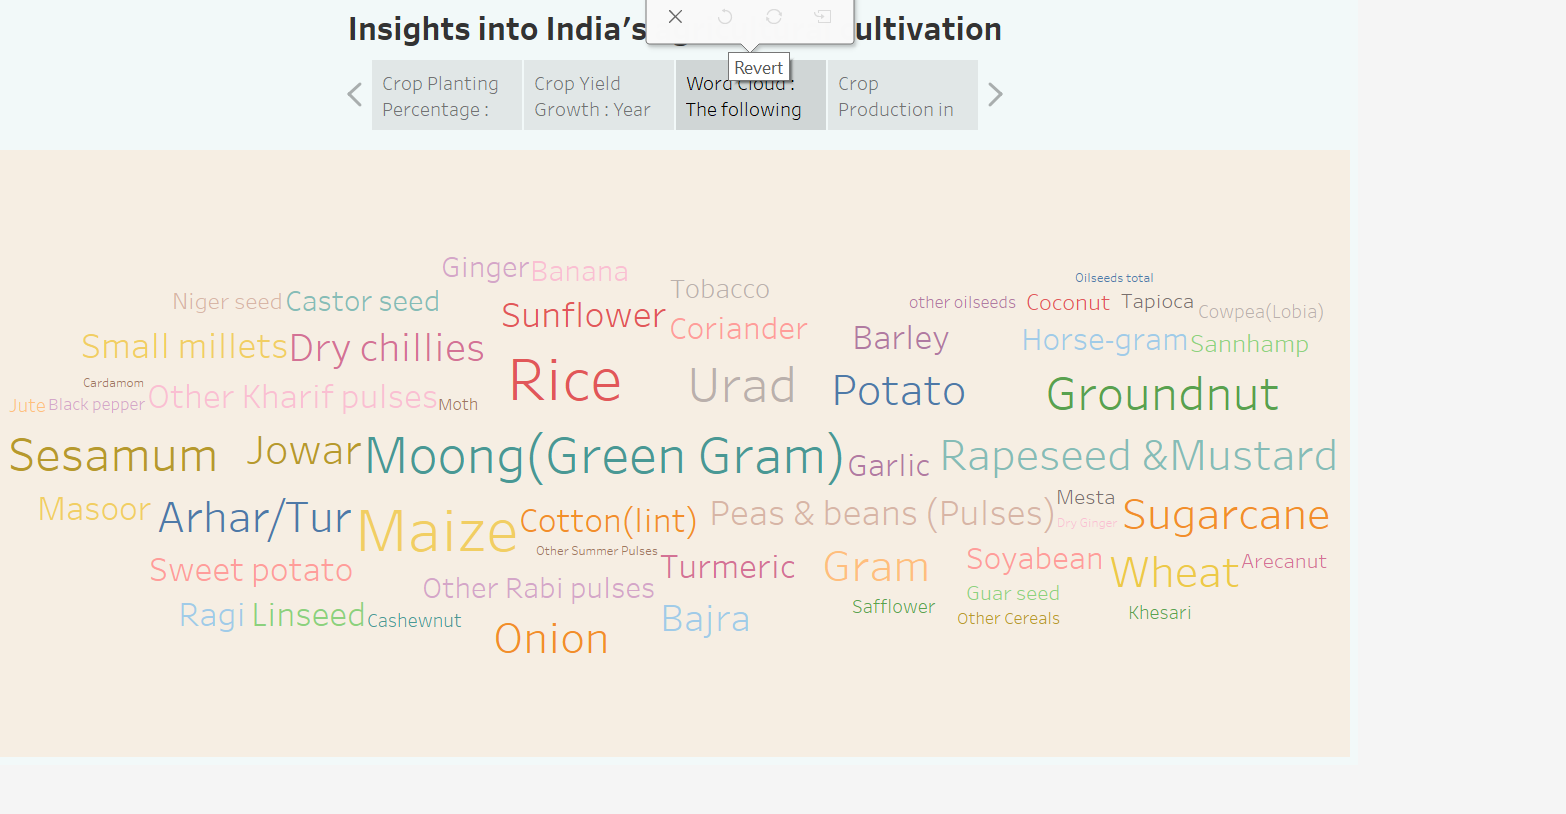 Insights into India's ultivation
Revert
Crop Planting
Percentage :
Crop Yield
Growth : Year
Word Cloud :
The following
Crop
Production in
Ginger Banana
Oilseeds total
Niger seed Castor seed
Tobacco
other oilseeds Coconut Tapioca Cowpea(Lobia)
Sunflower
Coriander
Small millets Dry chillies
Barley
Horse-gram Sannhamp
Cardamom
Rice
Urad
Potato
Groundnut
Jute Black pepper Other Kharif pulses Moth
Sesamum Jowar Moong(Green Gram) Garlic Rapeseed &Mustard
Masoor Arhar/Tur Maize Cotton(lint) Peas & beans (Pulses) Mesta Sugarcane
Dry Ginger
Other Summer Pulses
Sweet potato
Turmeric
Gram
Soyabean
Wheat
Arecanut
Other Rabi pulses
Guar seed
Ragi Linseed Cashewnut
Bajra
Safflower
Other Cereals
Khesari
Onion